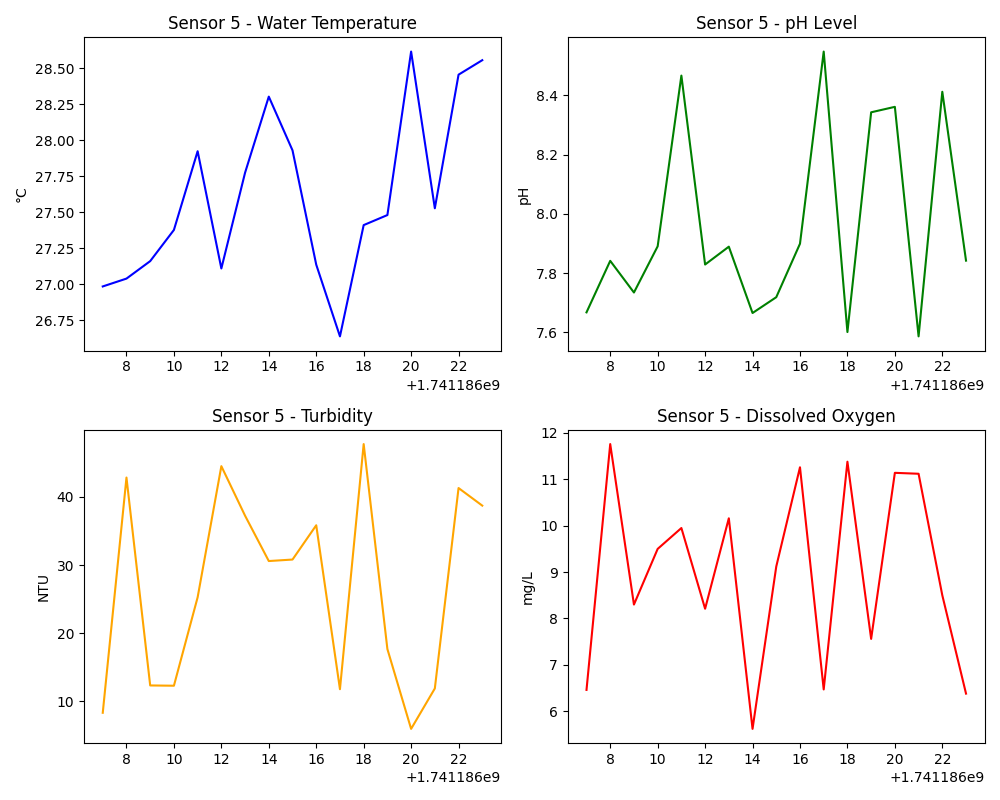 Sensor 5 - Water Temperature
°C
28.50
28.25
28.00
27.75
27.50
27.25
27.00
26.75
8 10 12 14 16 18 20 22
+1.741186e9
Sensor 5 - pH Level
pH
8.4
8.2
8.0
7.8
7.6
8 10 12 14 16 18 20 22
+1.741186e9
Sensor 5 - Turbidity
NTU
40
30
20
10
8 10 12 14 16 18 20 22
+1.741186e9
Sensor 5 - Dissolved Oxygen
mg/L
12
11
10
9
8
7
6
8 10 12 14 16 18 20 22
+1.741186e9